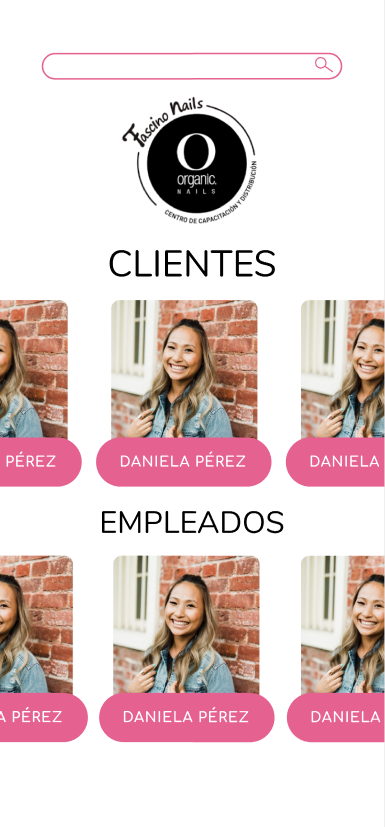 Fascino Nails
O
organic.
NAILS
CENTRO DE CAPACITACIÓN Y DISTRIBUCIÓN
CLIENTES
PÉREZ
DANIELA PÉREZ
DANIELA
EMPLEADOS
A PÉREZ
DANIELA PÉREZ
DANIELA